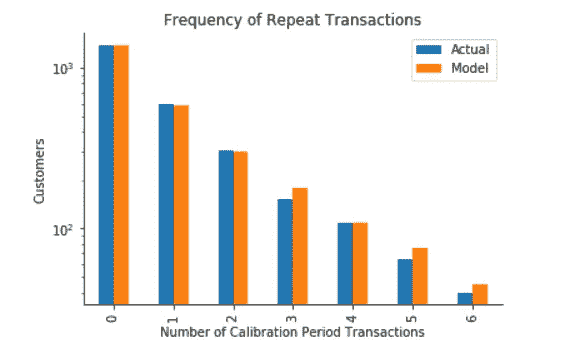 Frequency of Repeat Transactions
Actual
Model
10³
10²
Customers
0 1 2 3 4 5 6
Number of Calibration Period Transactions